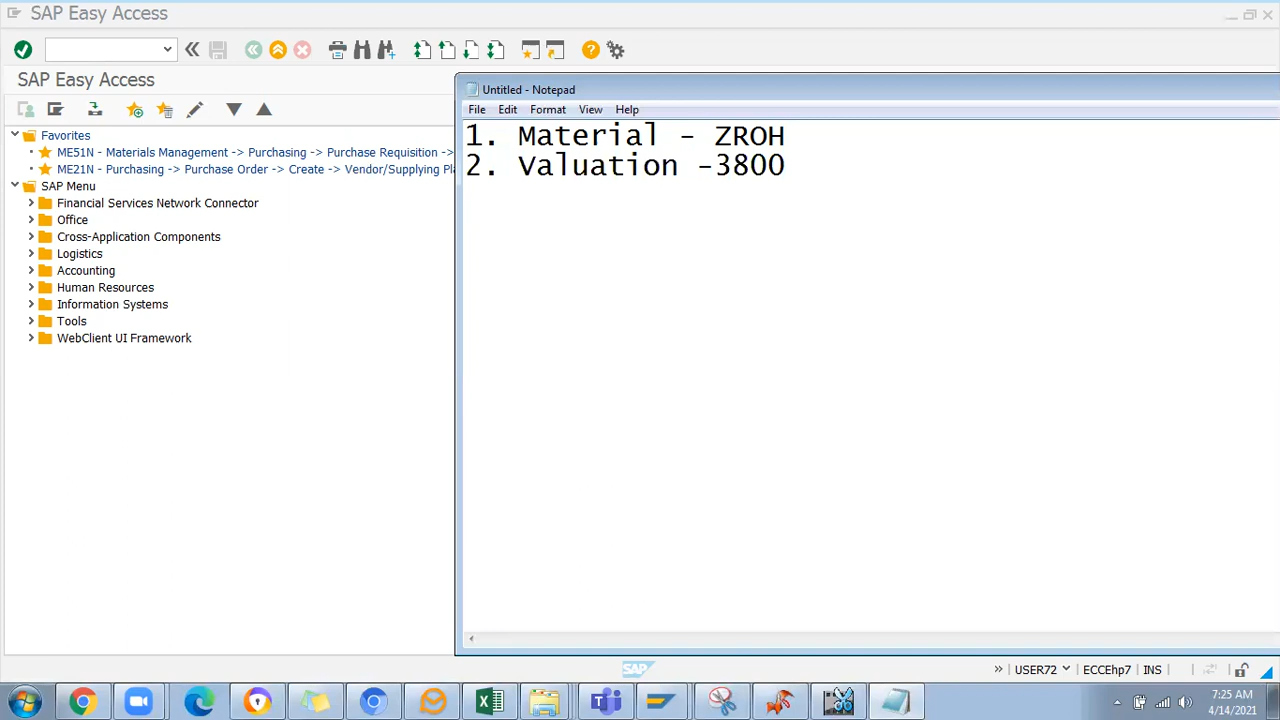 SAP Easy Access
SAP Easy Access
Favorites
ME51N - Materials Management -> Purchasing -> Purchase Requisition ->
ME21N - Purchasing -> Purchase Order -> Create -> Vendor/Supplying Pla
SAP Menu
Financial Services Network Connector
Office
Cross-Application Components
Logistics
Accounting
Human Resources
Information Systems
Tools
WebClient UI Framework
Untitled - Notepad
File Edit Format View Help
1. Material - ZROH
2. Valuation -3800
SAP
USER72 ECCEhp7 INS
7:25 AM
4/14/2021